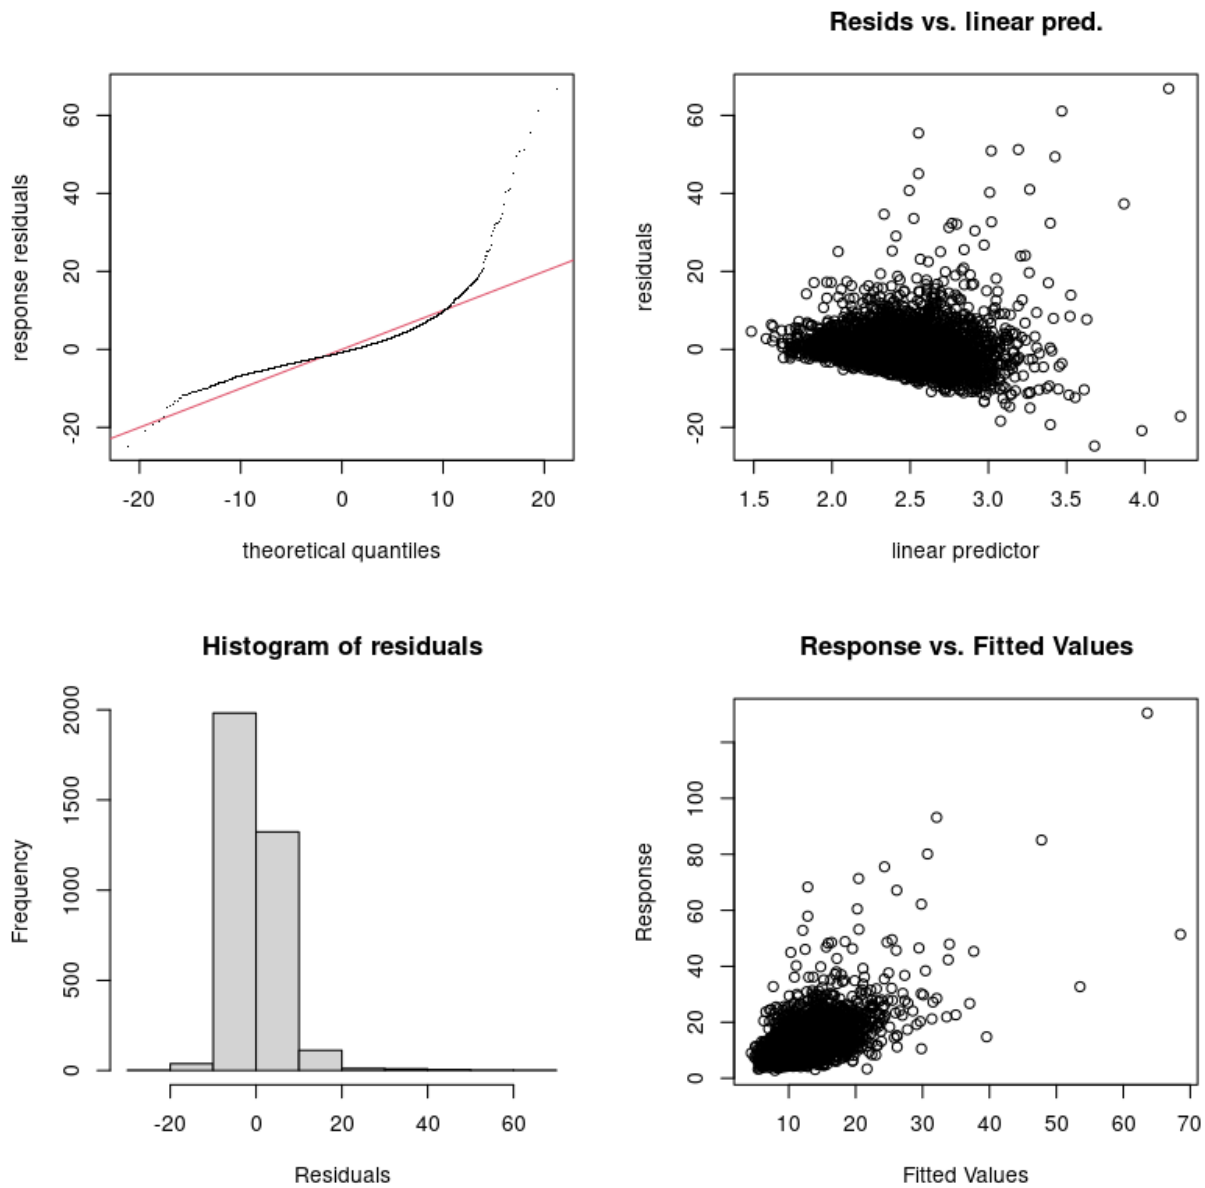 response residuals
60
40
20
0
-20
-20 -10 0 10 20
theoretical quantiles
Resids vs. linear pred.
residuals
60
40
20
0
-20
1.5 2.0 2.5 3.0 3.5 4.0
linear predictor
Histogram of residuals
Frequency
2000
1500
1000
500
0
-20 0 20 40 60
Residuals
Response vs. Fitted Values
Response
100
80
60
40
20
0
10 20 30 40 50 60 70
Fitted Values